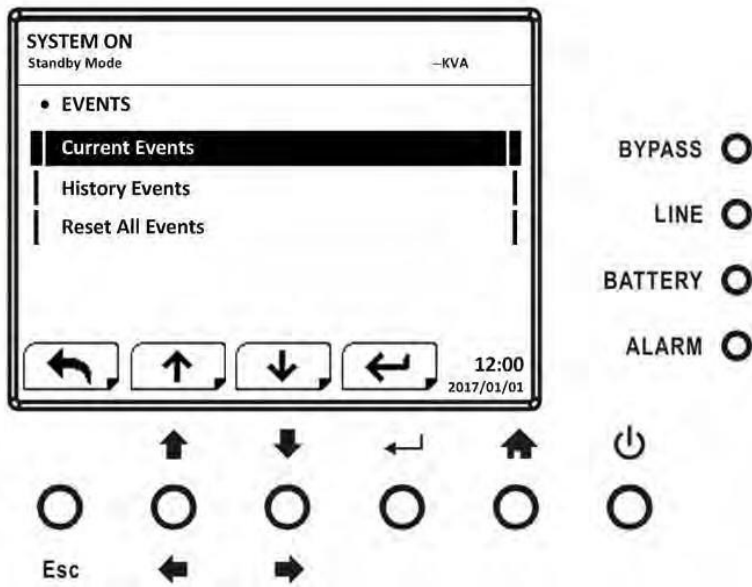 SYSTEM ON
Standby Mode –KVA
• EVENTS
Current Events
History Events
Reset All Events
12:00
2017/01/01
BYPASS
LINE
BATTERY
ALARM
Esc